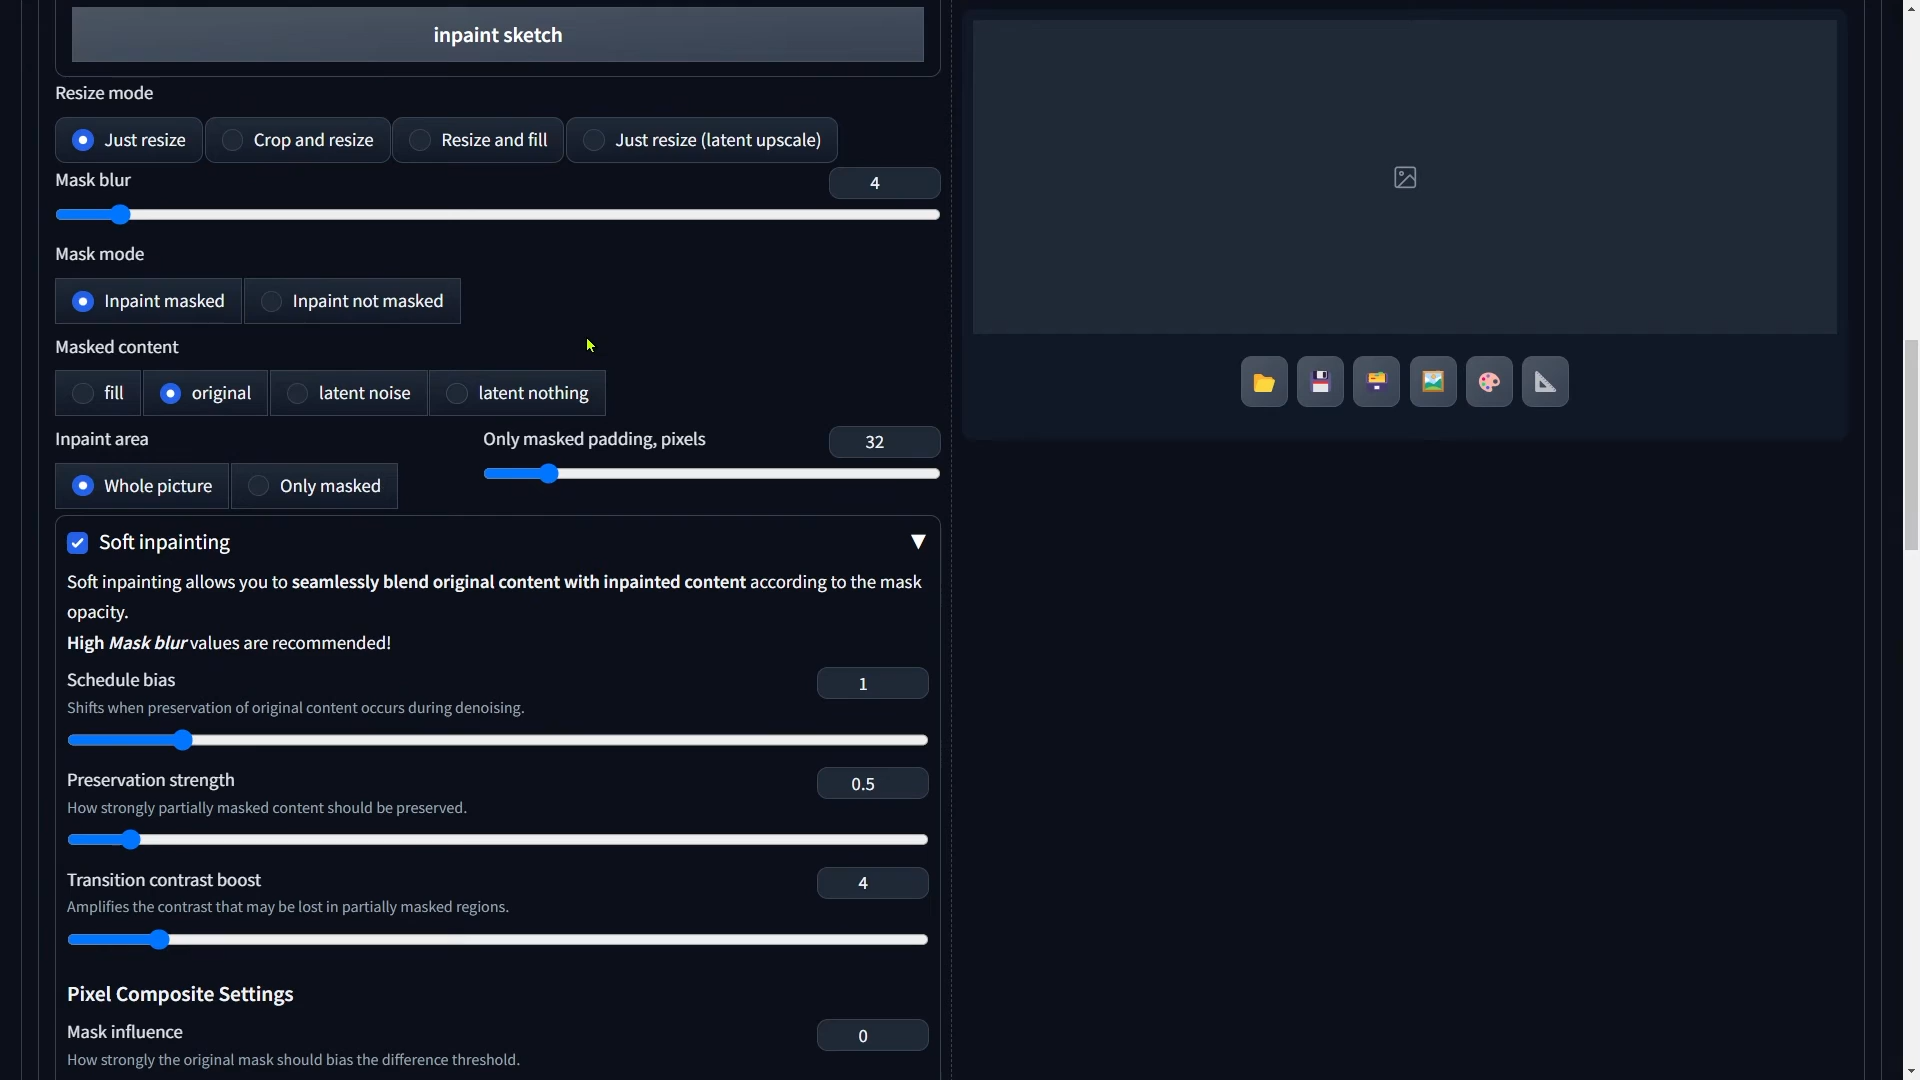 inpaint sketch
Resize mode
Just resize Crop and resize Resize and fill Just resize (latent upscale)
Mask blur 4
Mask mode
Inpaint masked Inpaint not masked
Masked content
fill original latent noise latent nothing
Inpaint area Only masked padding, pixels 32
Whole picture Only masked
Soft inpainting ▼
Soft inpainting allows you to seamlessly blend original content with inpainted content according to the mask
opacity.
High Mask blur values are recommended!
Schedule bias 1
Shifts when preservation of original content occurs during denoising.
Preservation strength 0.5
How strongly partially masked content should be preserved.
Transition contrast boost 4
Amplifies the contrast that may be lost in partially masked regions.
Pixel Composite Settings
Mask influence 0
How strongly the original mask should bias the difference threshold.